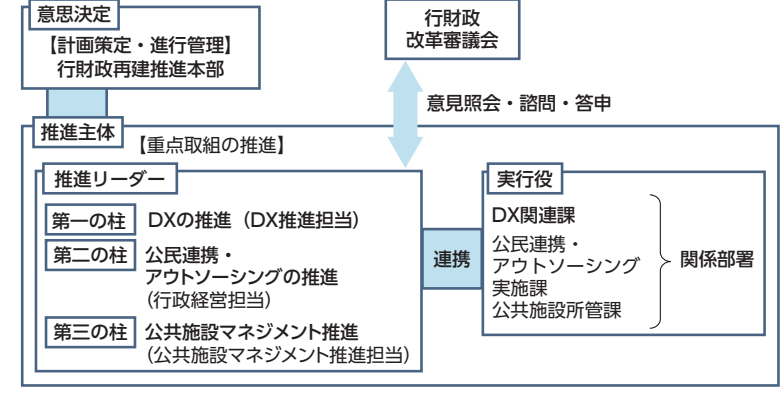 意思決定
【計画策定・進行管理】
行財政再建推進本部
行財政
改革審議会
意見照会・諮問・答申
推進主体
【重点取組の推進】
推進リーダー
第一の柱 DXの推進（DX推進担当）
第二の柱 公民連携・
アウトソーシングの推進
（行政経営担当）
第三の柱 公共施設マネジメント推進
（公共施設マネジメント推進担当）
連携
実行役
DX関連課
公民連携・
アウトソーシング
実施課
公共施設所管課
関係部署